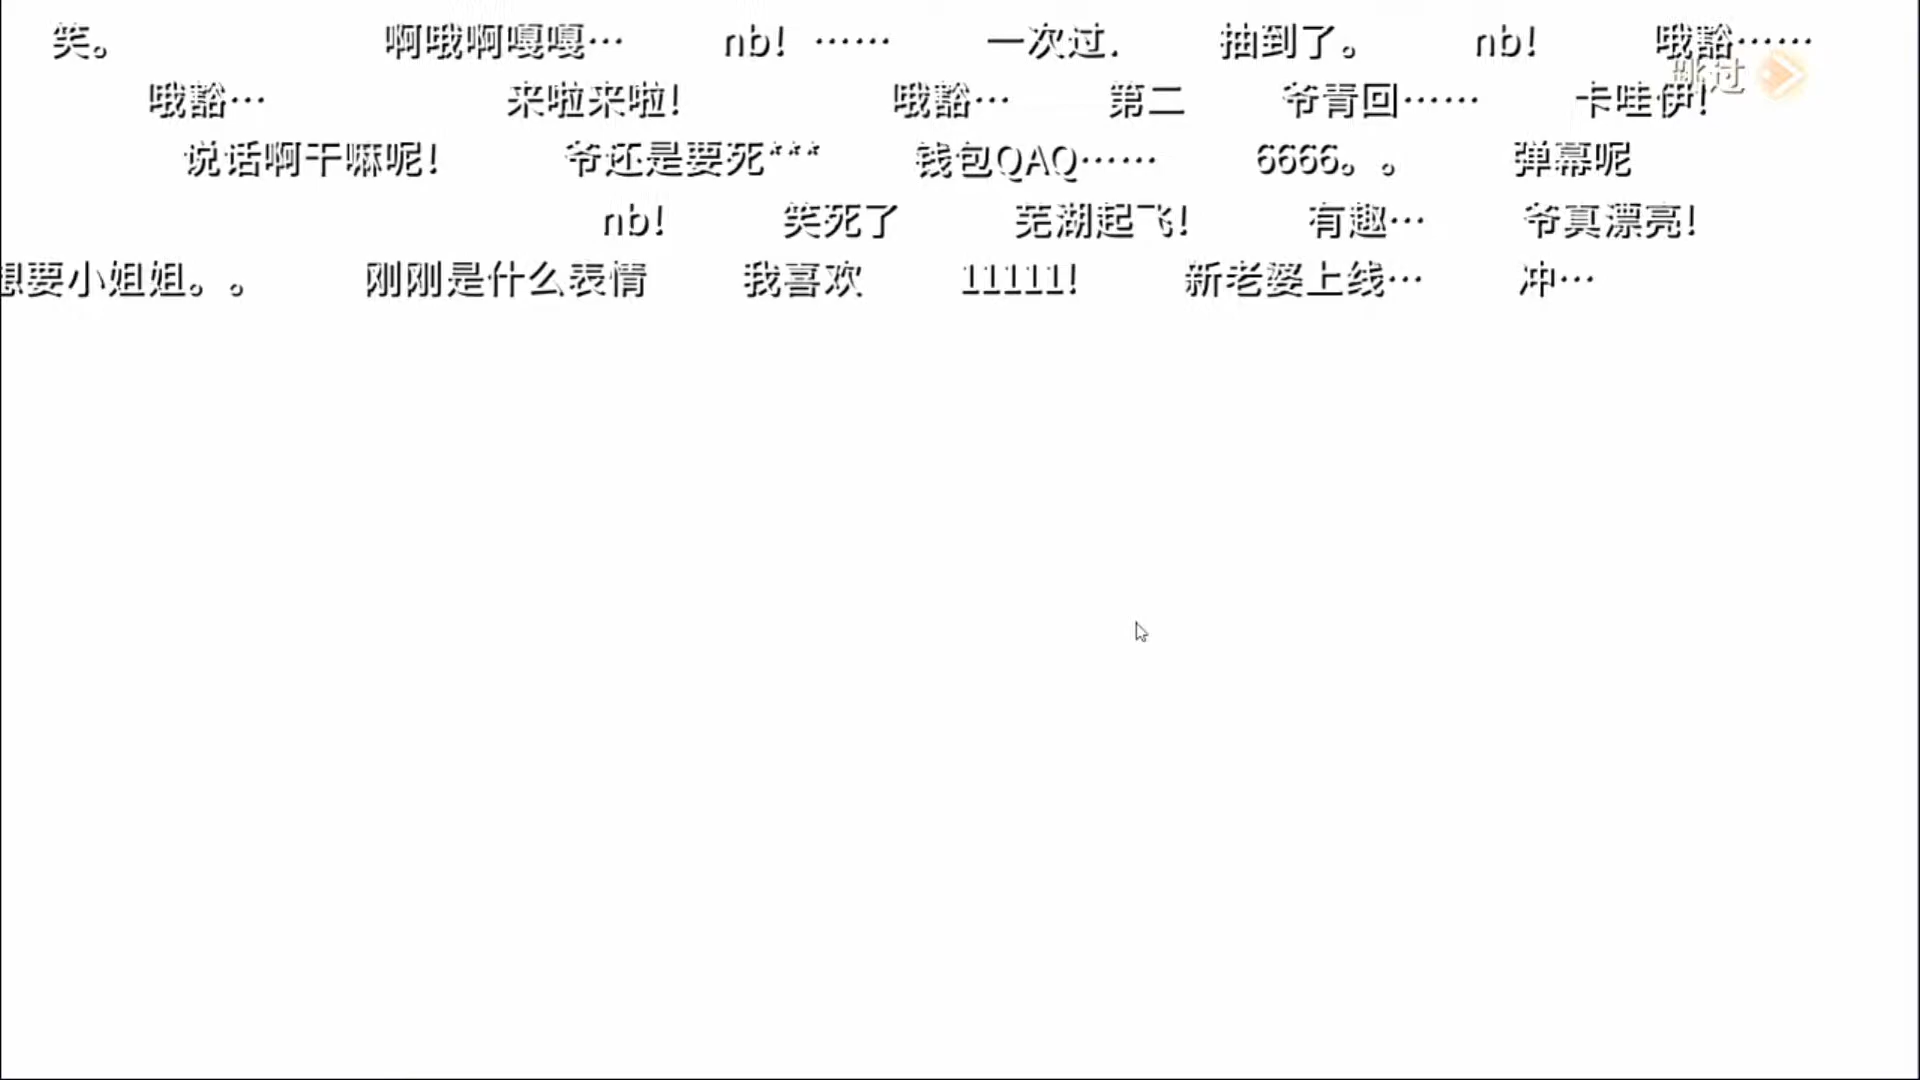 笑。 啊哦啊嘎嘎… nb！…… 一次过. 抽到了。 nb！ 哦豁……
跳过
哦豁… 来啦来啦！ 哦豁… 第二 爷青回…… 卡哇伊！
说话啊干嘛呢！ 爷还是要死*** 钱包QAQ…… 6666。。 弹幕呢
nb！ 笑死了 芜湖起飞！ 有趣… 爷真漂亮！
想要小姐姐。。 刚刚是什么表情 我喜欢 11111！ 新老婆上线… 冲…